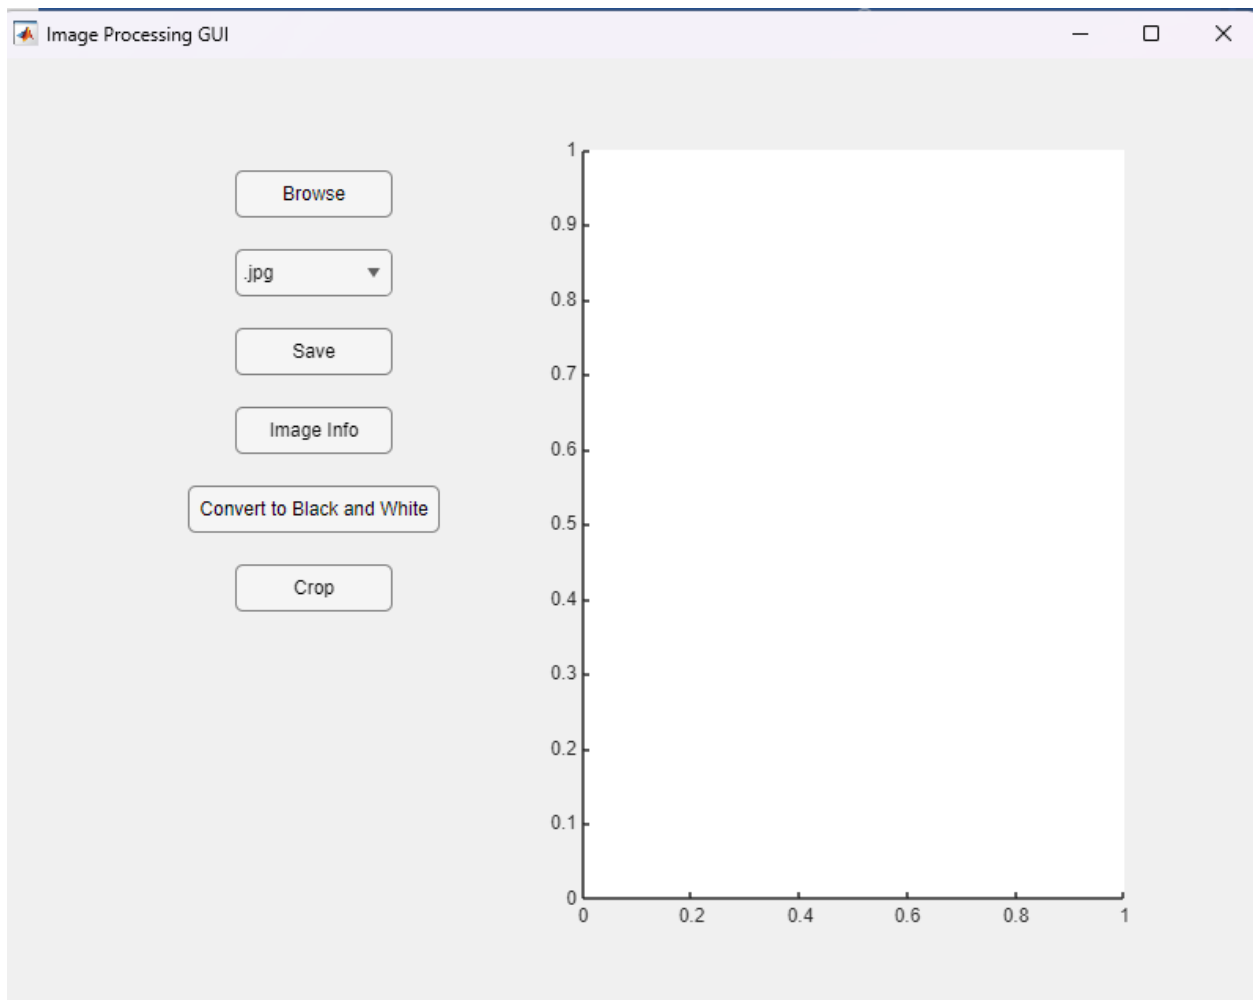 Image Processing GUI
Browse
.jpg
Save
Image Info
Convert to Black and White
Crop
1
0.9
0.8
0.7
0.6
0.5
0.4
0.3
0.2
0.1
0
0 0.2 0.4 0.6 0.8 1